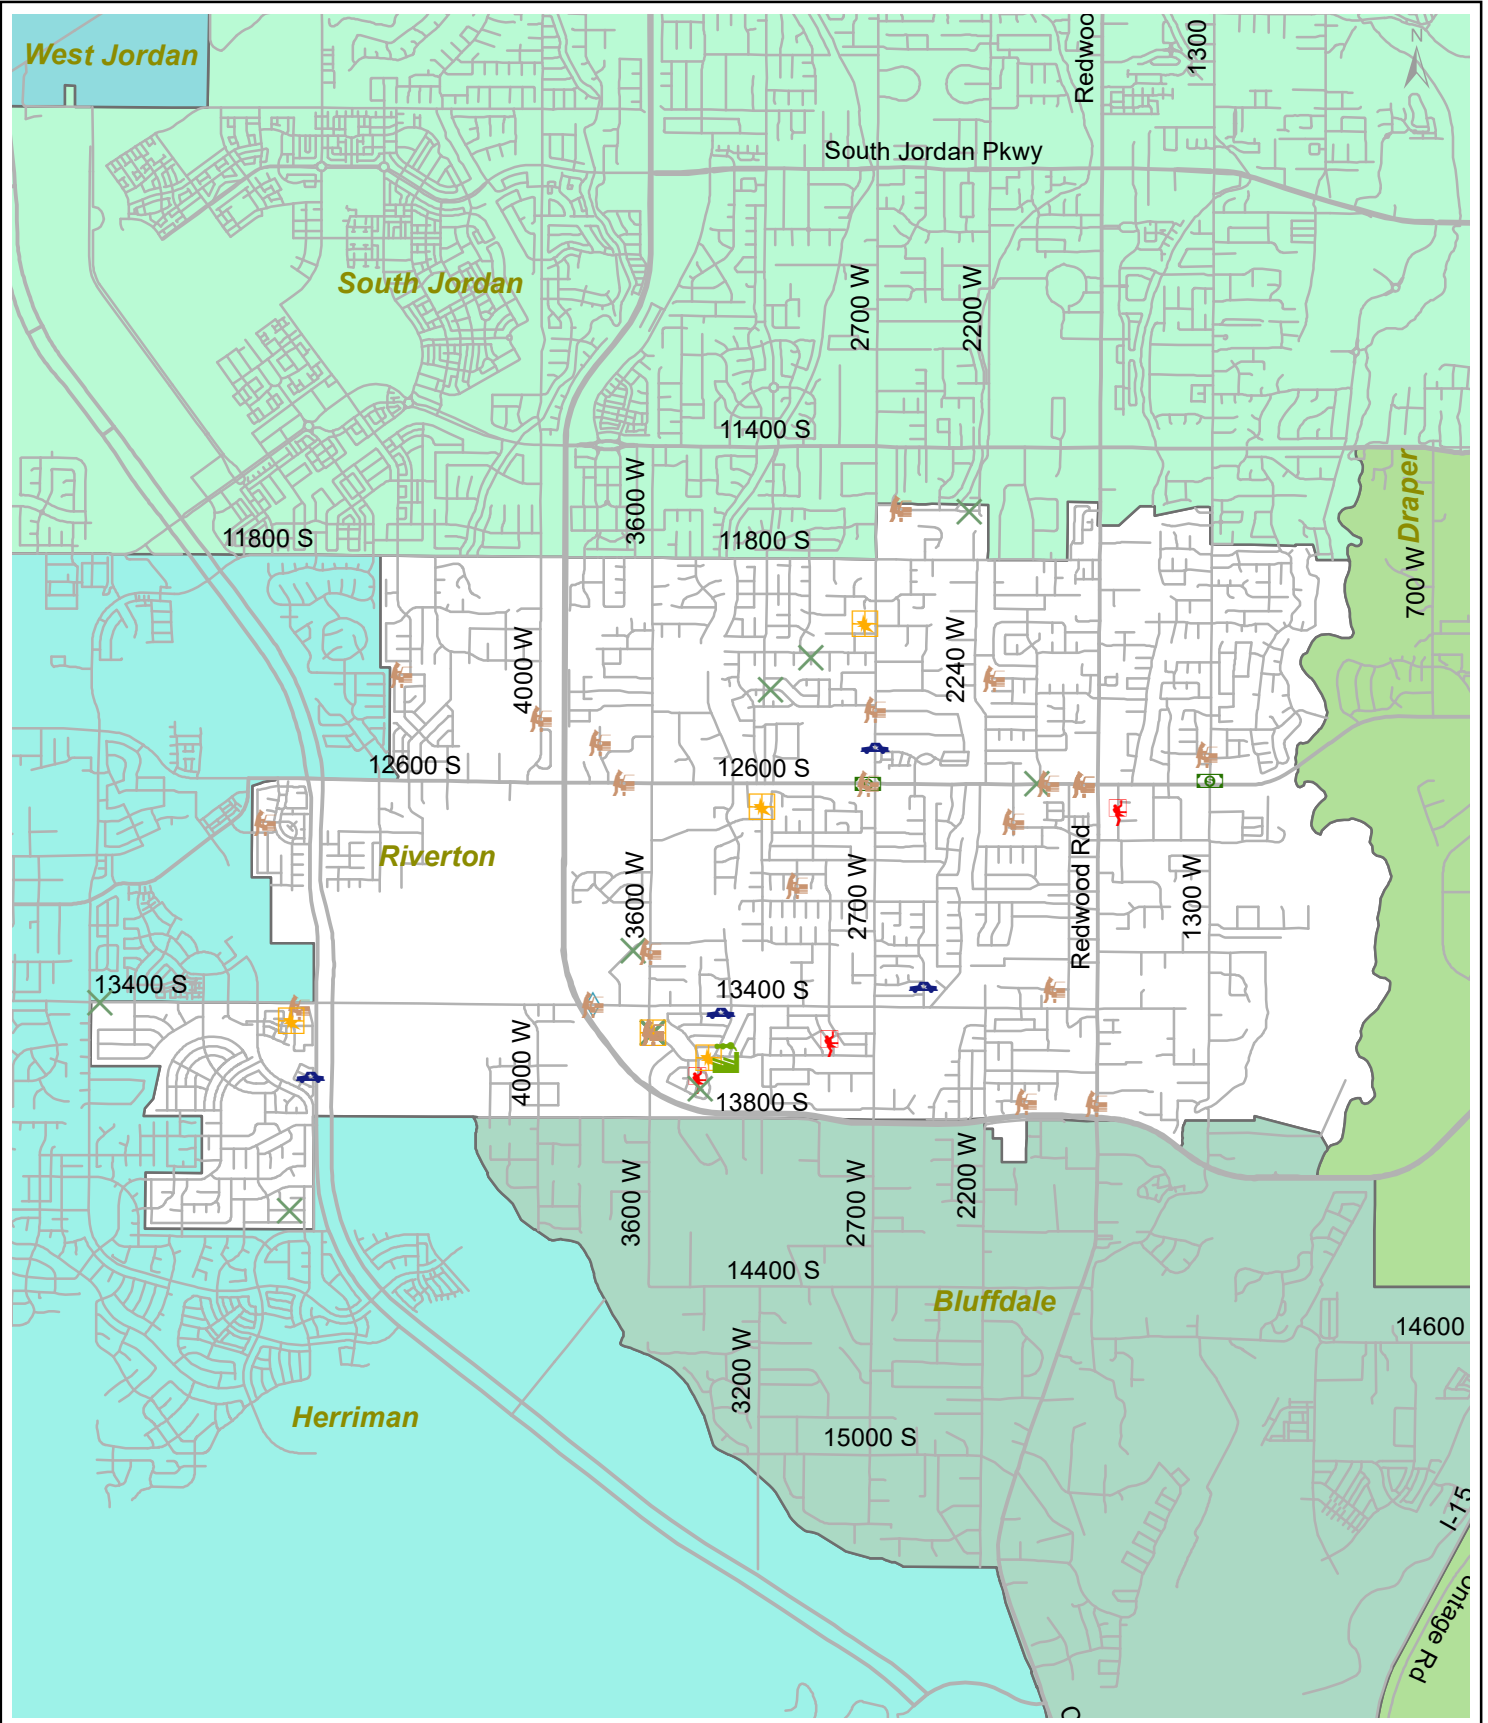 West Jordan
Redwoo
1300
N
South Jordan Pkwy
South Jordan
2700 W
2200 W
11400 S
Draper
3600 W
11800 S
11800 S
700 W
4000 W
2240 W
12600 S
12600 S
Riverton
3600 W
2700 W
Redwood Rd
1300 W
13400 S
13400 S
4000 W
13800 S
3600 W
2700 W
2200 W
14400 S
Bluffdale
14600
3200 W
Herriman
15000 S
I-15
ontage Rd